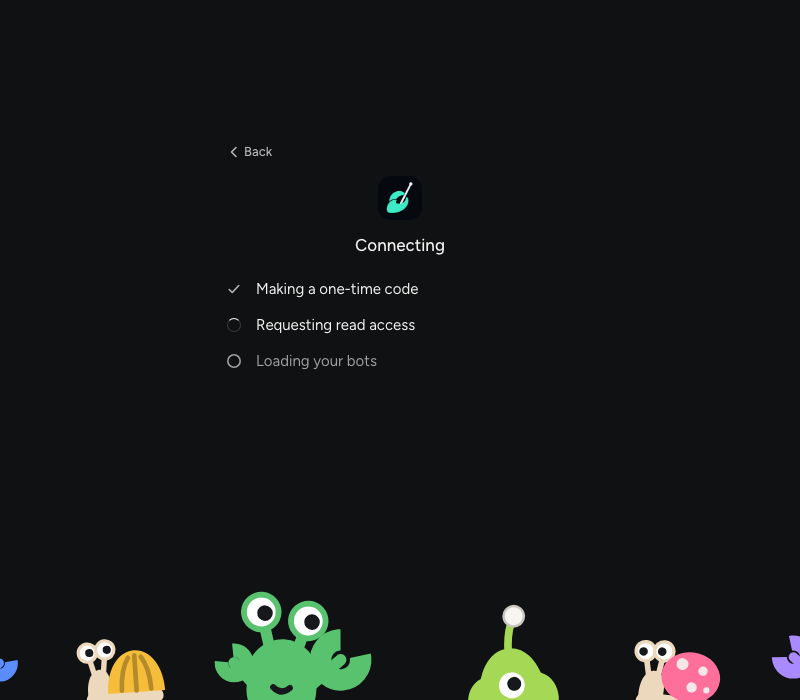 Back
Connecting
Making a one-time code
Requesting read access
Loading your bots